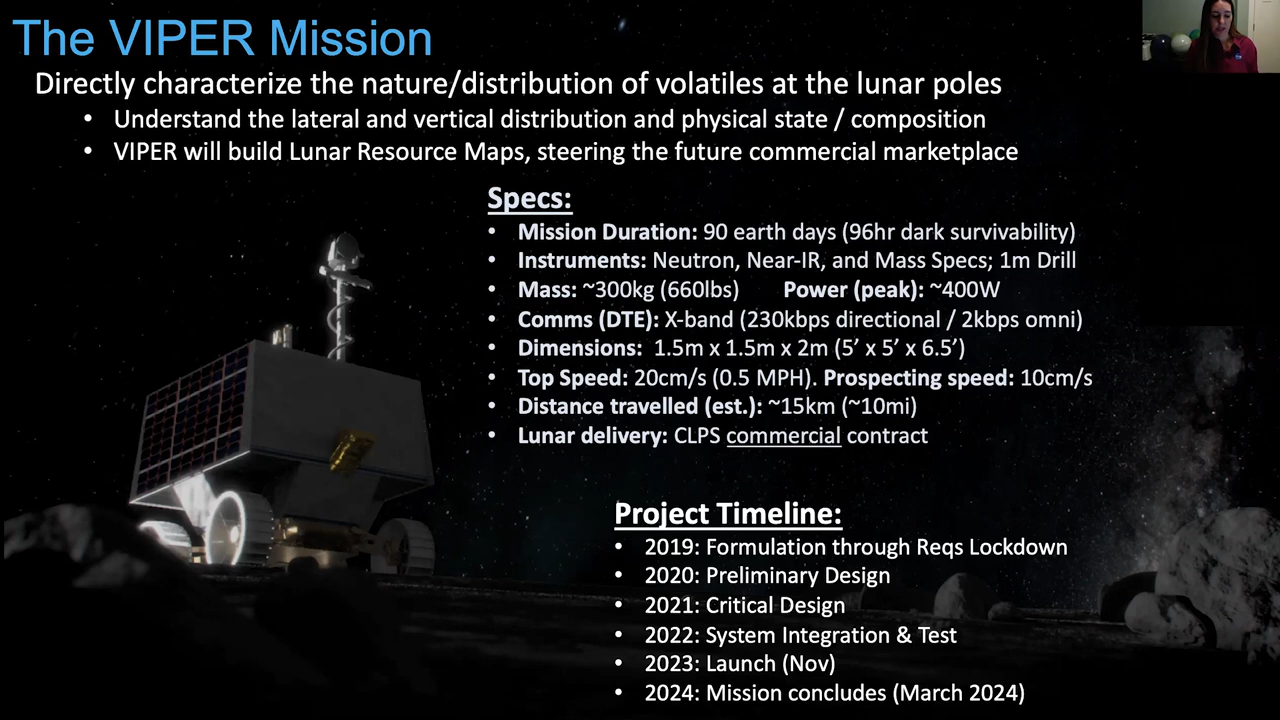 The VIPER Mission
Directly characterize the nature/distribution of volatiles at the lunar poles
• Understand the lateral and vertical distribution and physical state / composition
• VIPER will build Lunar Resource Maps, steering the future commercial marketplace
Specs:
• Mission Duration: 90 earth days (96hr dark survivability)
• Instruments: Neutron, Near-IR, and Mass Specs; 1m Drill
• Mass: ~300kg (660lbs) Power (peak): ~400W
• Comms (DTE): X-band (230kbps directional / 2kbps omni)
• Dimensions: 1.5m x 1.5m x 2m (5’ x 5’ x 6.5’)
• Top Speed: 20cm/s (0.5 MPH). Prospecting speed: 10cm/s
• Distance travelled (est.): ~15km (~10mi)
• Lunar delivery: CLPS commercial contract
Project Timeline:
• 2019: Formulation through Reqs Lockdown
• 2020: Preliminary Design
• 2021: Critical Design
• 2022: System Integration & Test
• 2023: Launch (Nov)
• 2024: Mission concludes (March 2024)